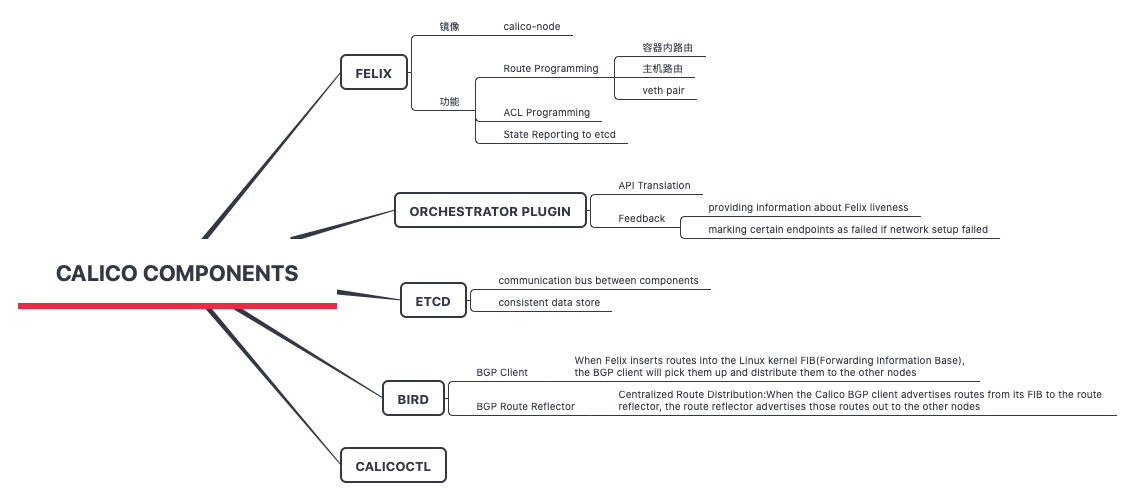 CALICO COMPONENTS
FELIX
镜像
calico-node
功能
Route Programming
容器内路由
主机路由
veth pair
ACL Programming
State Reporting to etcd
ORCHESTRATOR PLUGIN
API Translation
Feedback
providing information about Felix liveness
marking certain endpoints as failed if network setup failed
ETCD
communication bus between components
consistent data store
BIRD
BGP Client
When Felix inserts routes into the Linux kernel FIB(Forwarding Information Base),
the BGP client will pick them up and distribute them to the other nodes
BGP Route Reflector
Centralized Route Distribution:When the Calico BGP client advertises routes from its FIB to the route
reflector, the route reflector advertises those routes out to the other nodes
CALICOCTL